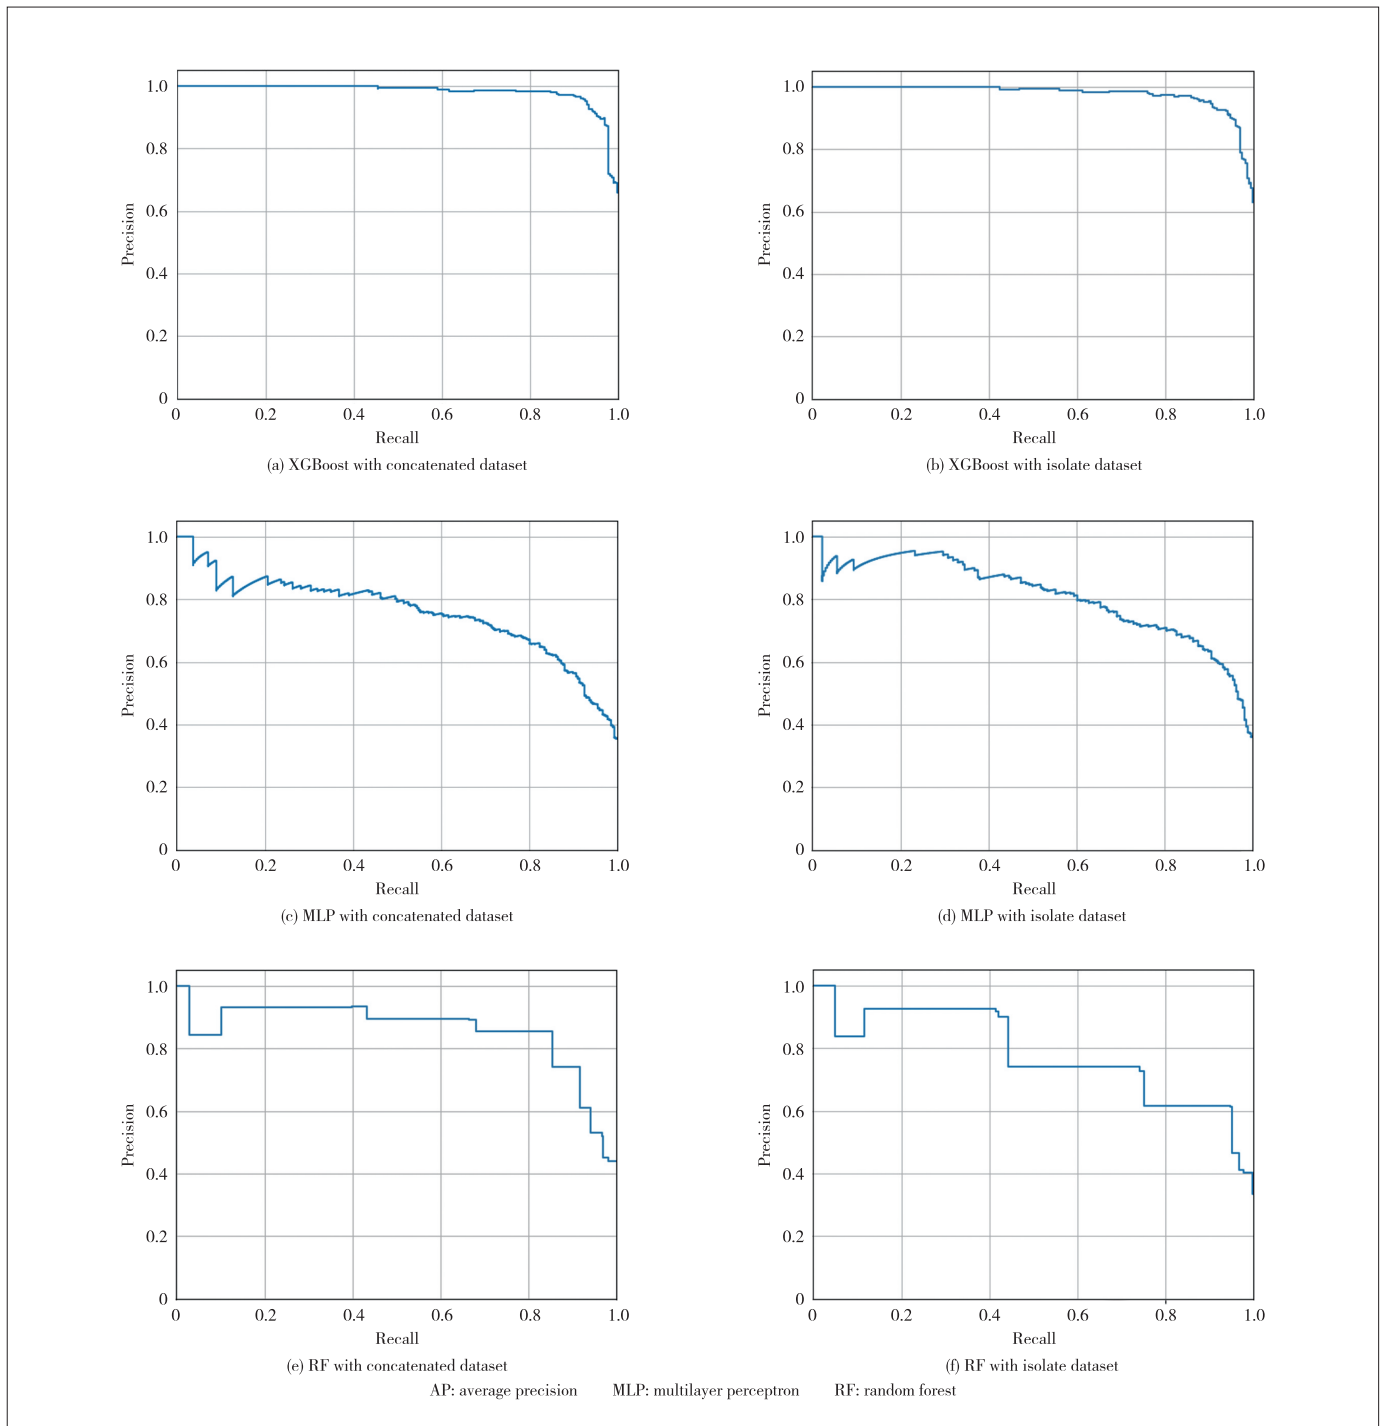 1.0
0.8
0.6
0.4
0.2
0
Precision
0 0.2 0.4 0.6 0.8 1.0
Recall
(a) XGBoost with concatenated dataset
1.0
0.8
0.6
0.4
0.2
0
Precision
0 0.2 0.4 0.6 0.8 1.0
Recall
(b) XGBoost with isolate dataset
1.0
0.8
0.6
0.4
0.2
0
Precision
0 0.2 0.4 0.6 0.8 1.0
Recall
(c) MLP with concatenated dataset
1.0
0.8
0.6
0.4
0.2
0
Precision
0 0.2 0.4 0.6 0.8 1.0
Recall
(d) MLP with isolate dataset
1.0
0.8
0.6
0.4
0.2
0
Precision
0 0.2 0.4 0.6 0.8 1.0
Recall
(e) RF with concatenated dataset
1.0
0.8
0.6
0.4
0.2
0
Precision
0 0.2 0.4 0.6 0.8 1.0
Recall
(f) RF with isolate dataset
AP: average precision MLP: multilayer perceptron RF: random forest